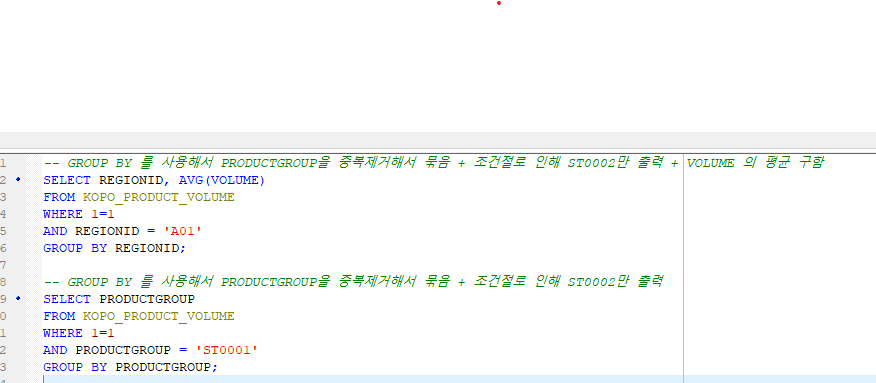 1 -- GROUP BY 를 사용해서 PRODUCTGROUP을 중복제거해서 묶음 + 조건절로 인해 ST0002만 출력 + VOLUME 의 평균 구함
2 SELECT REGIONID, AVG(VOLUME)
3 FROM KOPO_PRODUCT_VOLUME
4 WHERE 1=1
5 AND REGIONID = 'A01'
6 GROUP BY REGIONID;
7
8 -- GROUP BY 를 사용해서 PRODUCTGROUP을 중복제거해서 묶음 + 조건절로 인해 ST0002만 출력
9 SELECT PRODUCTGROUP
0 FROM KOPO_PRODUCT_VOLUME
1 WHERE 1=1
2 AND PRODUCTGROUP = 'ST0001'
3 GROUP BY PRODUCTGROUP;